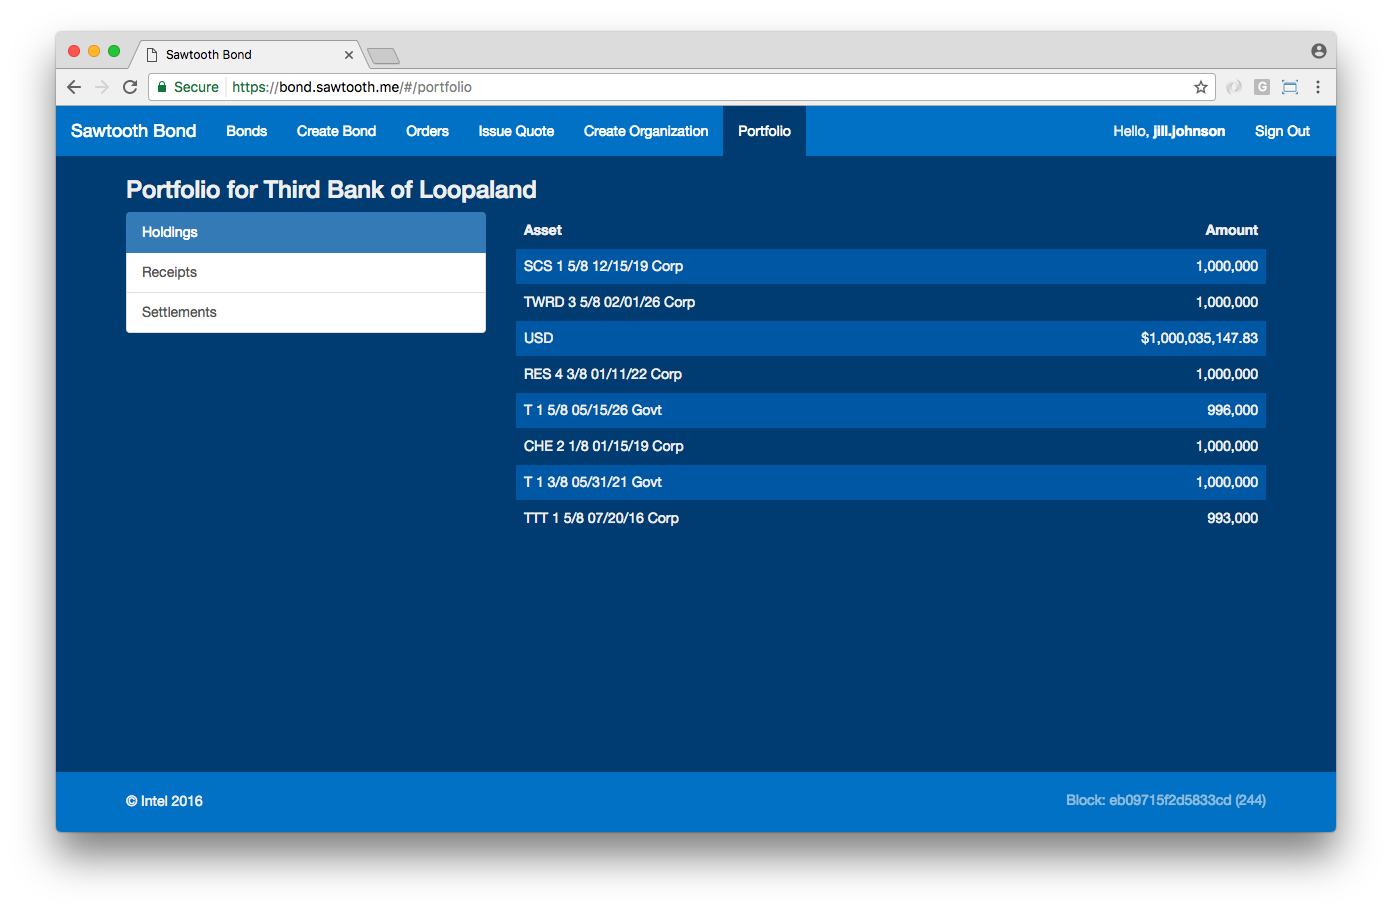 Sawtooth Bond
Secure https://bond.sawtooth.me/#/portfolio
G
Sawtooth Bond Bonds Create Bond Orders Issue Quote Create Organization Portfolio Hello, jill.johnson Sign Out
Portfolio for Third Bank of Loopaland
Holdings
Receipts
Settlements
Asset Amount
SCS 1 5/8 12/15/19 Corp 1,000,000
TWRD 3 5/8 02/01/26 Corp 1,000,000
USD $1,000,035,147.83
RES 4 3/8 01/11/22 Corp 1,000,000
T 1 5/8 05/15/26 Govt 996,000
CHE 2 1/8 01/15/19 Corp 1,000,000
T 1 3/8 05/31/21 Govt 1,000,000
TTT 1 5/8 07/20/16 Corp 993,000
© Intel 2016 Block: eb09715f2d5833cd (244)